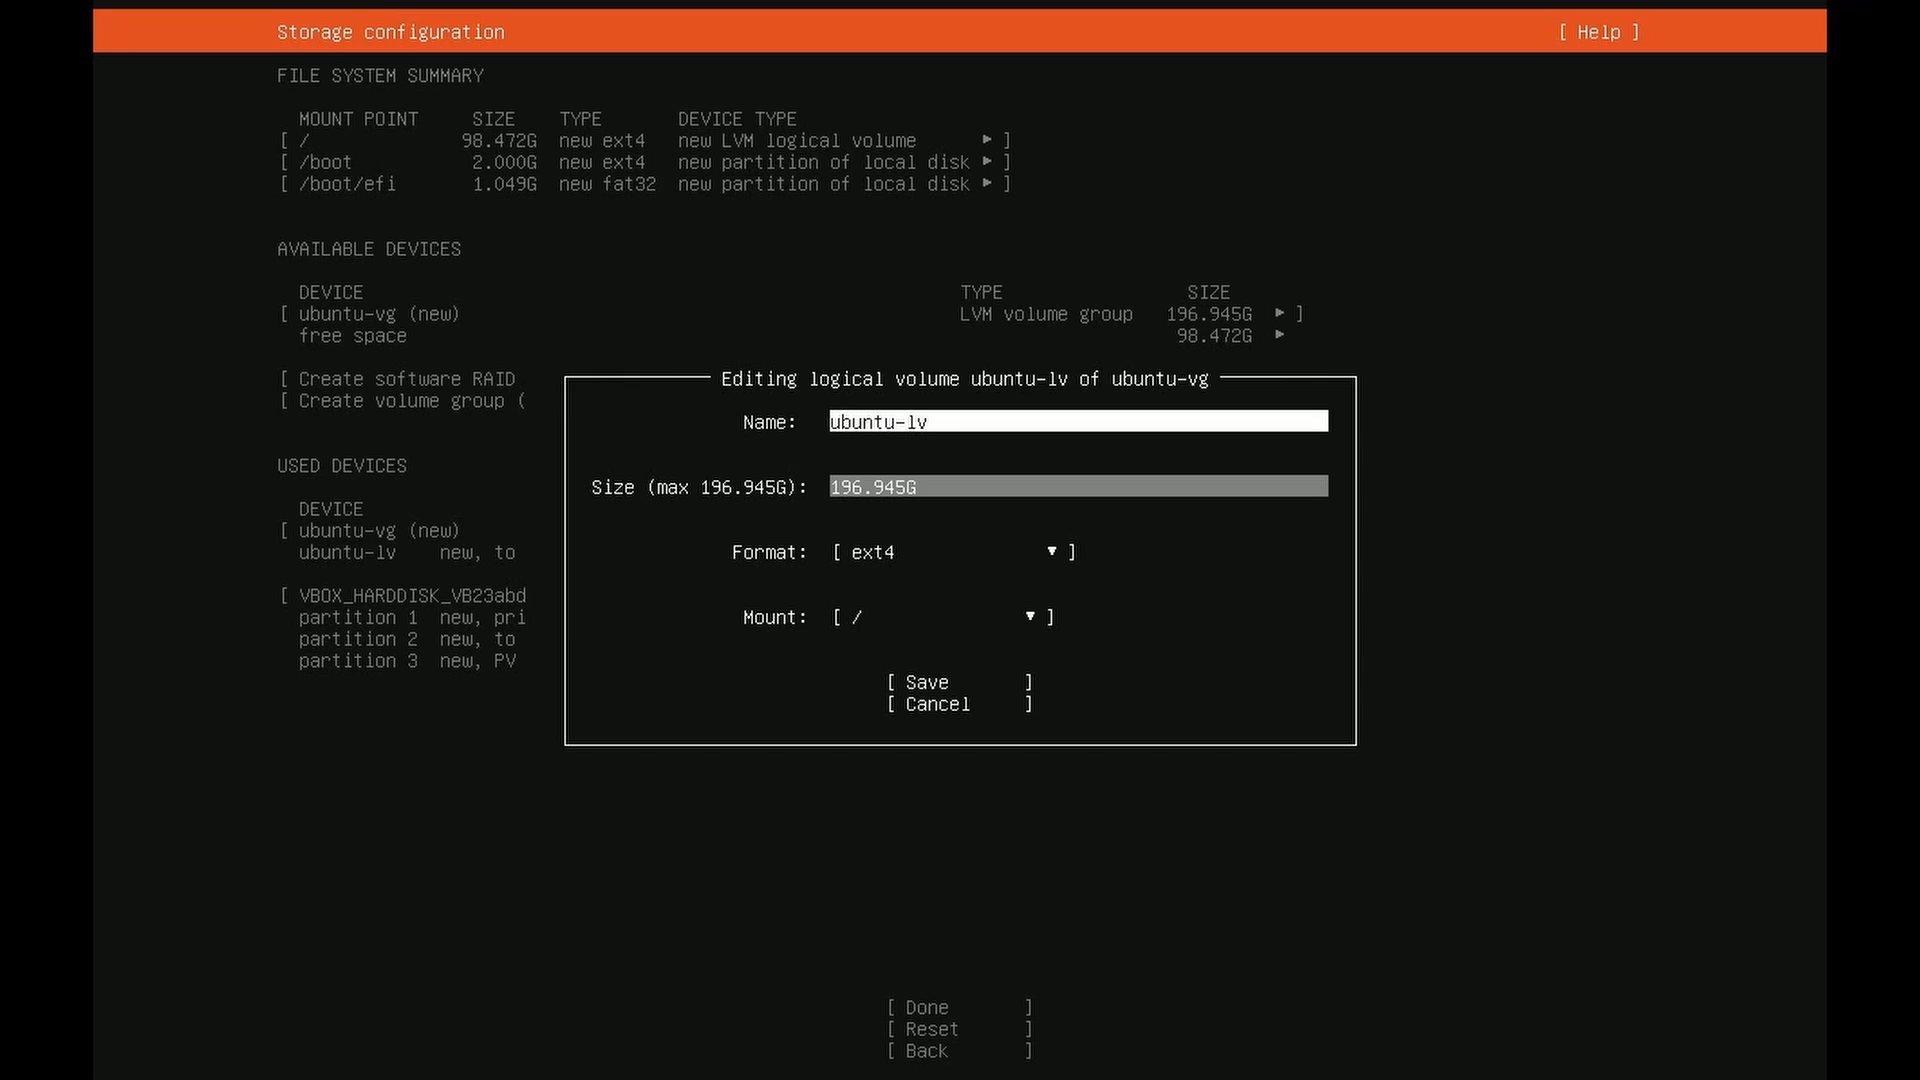 Storage configuration [ Help ]
FILE SYSTEM SUMMARY
MOUNT POINT SIZE TYPE DEVICE TYPE
[ / 98.472G new ext4 new LVM logical volume ▸ ]
[ /boot 2.000G new ext4 new partition of local disk ▸ ]
[ /boot/efi 1.049G new fat32 new partition of local disk ▸ ]
AVAILABLE DEVICES
DEVICE TYPE SIZE
[ ubuntu-vg (new) LVM volume group 196.945G ▸ ]
free space 98.472G ▸
[ Create software RAID
[ Create volume group (
USED DEVICES
DEVICE
[ ubuntu-vg (new)
ubuntu-lv new, to
[ VBOX_HARDDISK_VB23abd
partition 1 new, pri
partition 2 new, to
partition 3 new, PV
Editing logical volume ubuntu-lv of ubuntu-vg
Name: ubuntu-lv
Size (max 196.945G): 196.945G
Format: [ ext4 ▾ ]
Mount: [ / ▾ ]
[ Save ]
[ Cancel ]
[ Done ]
[ Reset ]
[ Back ]